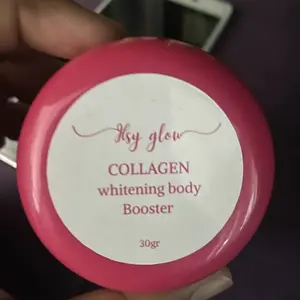 Hsy glow
COLLAGEN
whitening body
Booster
30gr